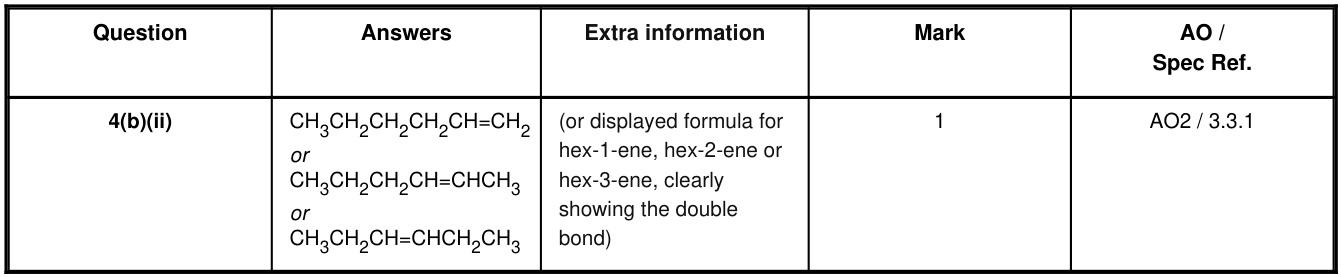 Question Answers Extra information Mark AO /
Spec Ref.
4(b)(ii) CH₃CH₂CH₂CH₂CH=CH₂ (or displayed formula for 1 AO2 / 3.3.1
or hex-1-ene, hex-2-ene or
CH₃CH₂CH₂CH=CHCH₃ hex-3-ene, clearly
or showing the double
CH₃CH₂CH=CHCH₂CH₃ bond)